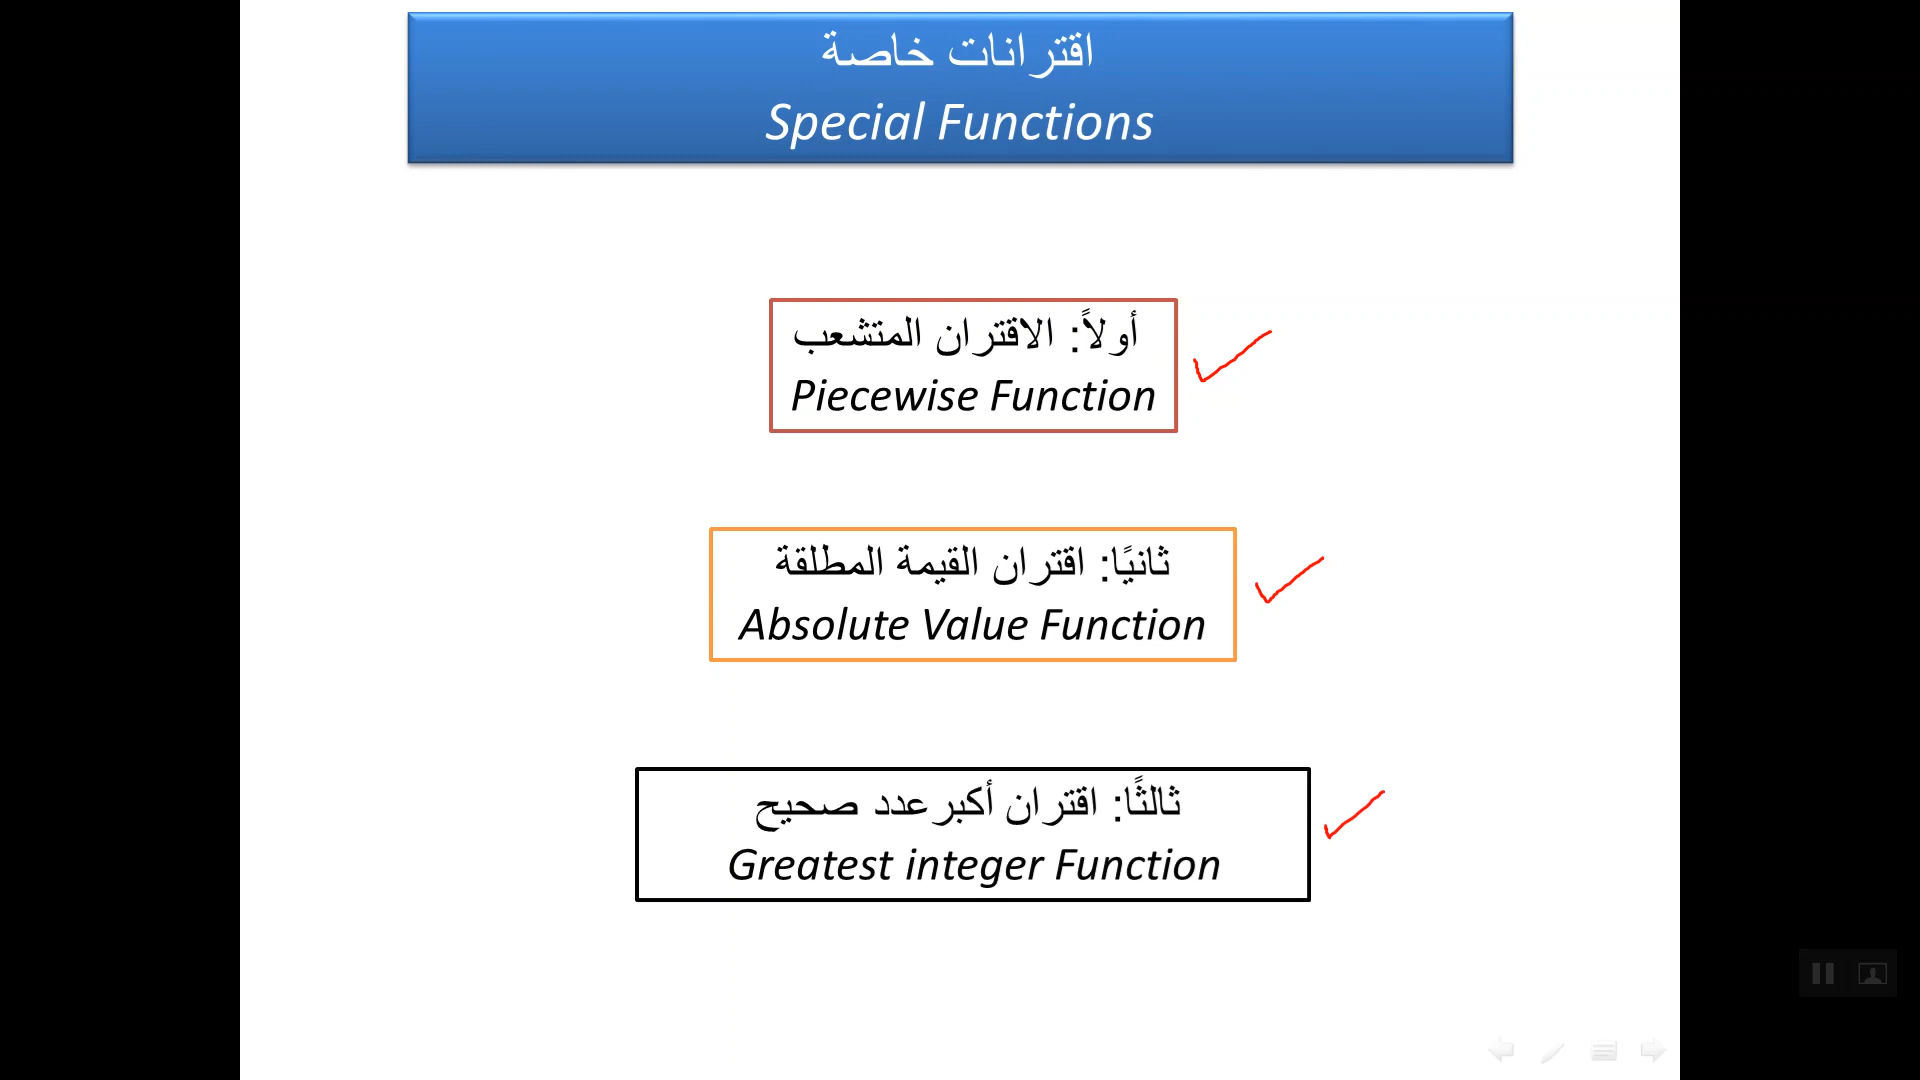 اقترانات خاصة
Special Functions
أولاً: الاقتران المتشعب
Piecewise Function
ثانيًا: اقتران القيمة المطلقة
Absolute Value Function
ثالثًا: اقتران أكبرعدد صحيح
Greatest integer Function